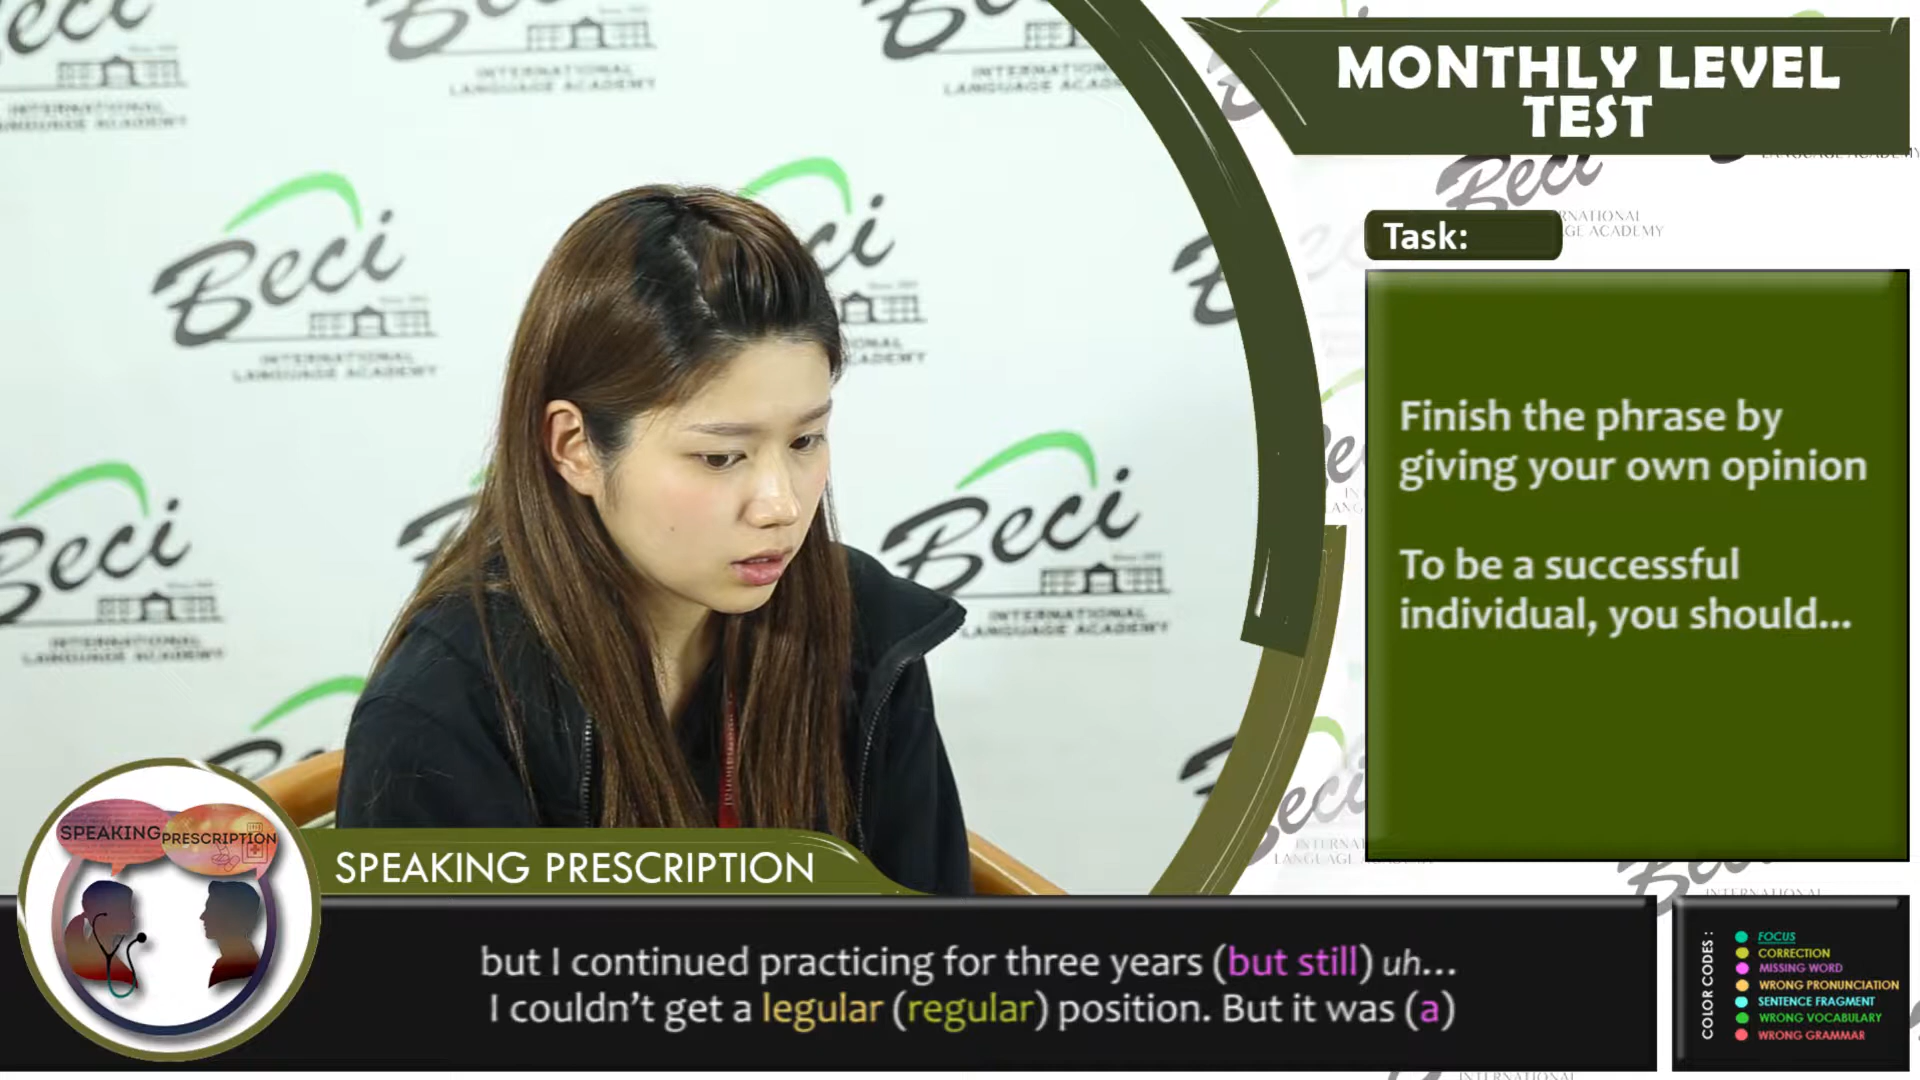 Beci
INTERNATIONAL
LANGUAGE ACADEMY
MONTHLY LEVEL
TEST
Task:
Finish the phrase by
giving your own opinion
To be a successful
individual, you should...
SPEAKING PRESCRIPTION
SPEAKING PRESCRIPTION
but I continued practicing for three years (but still) uh...
I couldn't get a legular (regular) position. But it was (a)
COLOR CODES :
FOCUS
CORRECTION
MISSING WORD
WRONG PRONUNCIATION
SENTENCE FRAGMENT
WRONG VOCABULARY
WRONG GRAMMAR